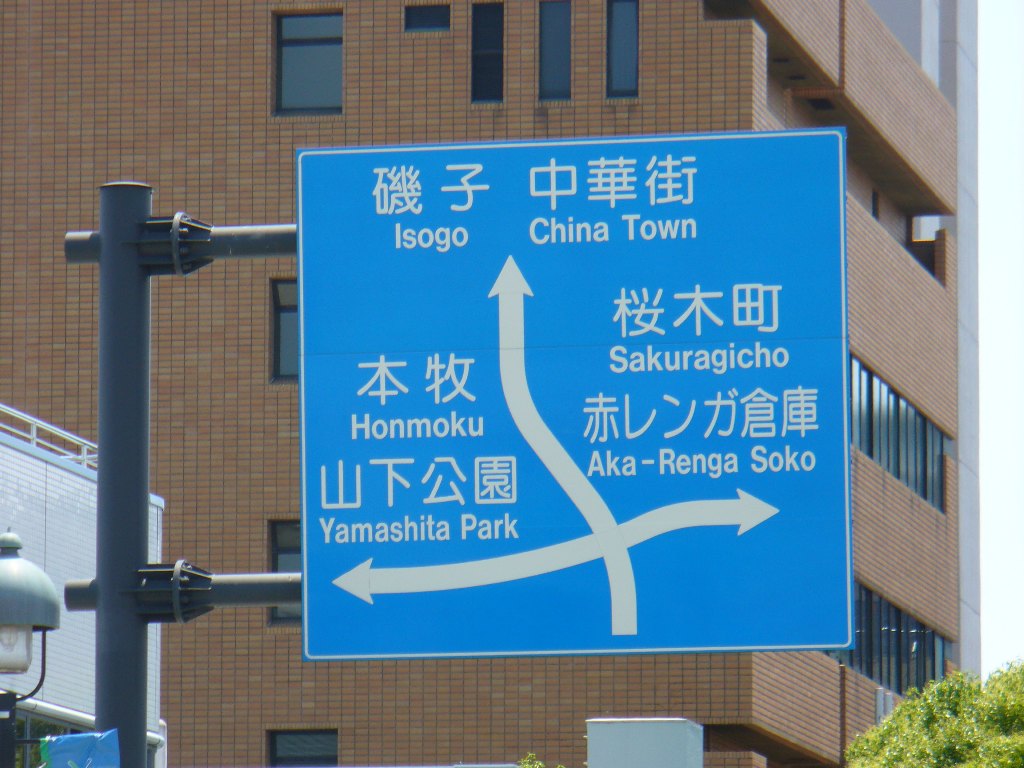 磯子 中華街
Isogo China Town
桜木町
Sakuragicho
本牧
Honmoku
赤レンガ倉庫
Aka-Renga Soko
山下公園
Yamashita Park